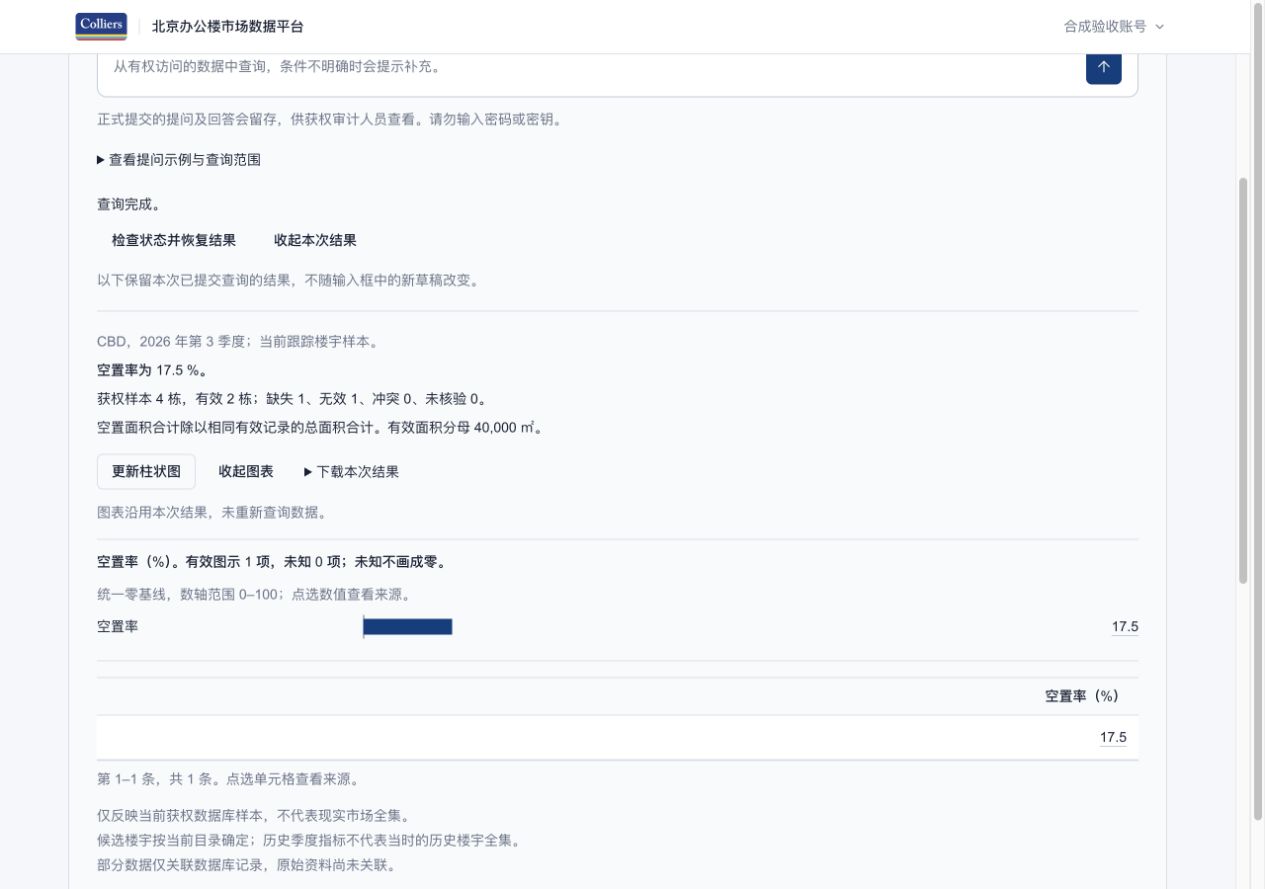 Colliers
北京办公楼市场数据平台
合成验收账号
从有权访问的数据中查询，条件不明确时会提示补充。
正式提交的提问及回答会留存，供获权审计人员查看。请勿输入密码或密钥。
查看提问示例与查询范围
查询完成。
检查状态并恢复结果 收起本次结果
以下保留本次已提交查询的结果，不随输入框中的新草稿改变。
CBD，2026 年第 3 季度；当前跟踪楼宇样本。
空置率为 17.5 %。
获权样本 4 栋，有效 2 栋；缺失 1、无效 1、冲突 0、未核验 0。
空置面积合计除以相同有效记录的总面积合计。有效面积分母 40,000 ㎡。
更新柱状图 收起图表 下载本次结果
图表沿用本次结果，未重新查询数据。
空置率（%）。有效图示 1 项，未知 0 项；未知不画成零。
统一零基线，数轴范围 0–100；点选数值查看来源。
空置率 17.5
空置率（%）
17.5
第 1–1 条，共 1 条。点选单元格查看来源。
仅反映当前获权数据库样本，不代表现实市场全集。
候选楼宇按当前目录确定；历史季度指标不代表当时的历史楼宇全集。
部分数据仅关联数据库记录，原始资料尚未关联。